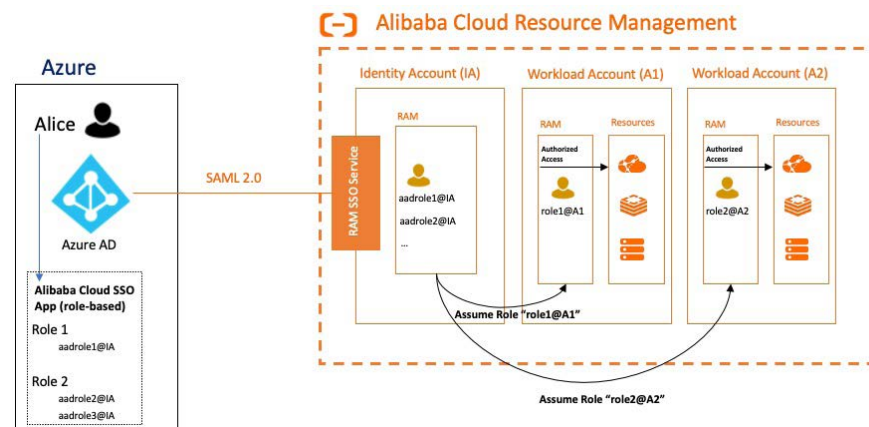 Alibaba Cloud Resource Management
Azure
Alice
Azure AD
Alibaba Cloud SSO
App (role-based)
Role 1
aadrole1@IA
Role 2
aadrole2@IA
aadrole3@IA
SAML 2.0
RAM SSO Service
Identity Account (IA)
RAM
aadrole1@IA
aadrole2@IA
...
Workload Account (A1)
RAM
Resources
Authorized
Access
role1@A1
Workload Account (A2)
RAM
Resources
Authorized
Access
role2@A2
Assume Role “role1@A1”
Assume Role “role2@A2”